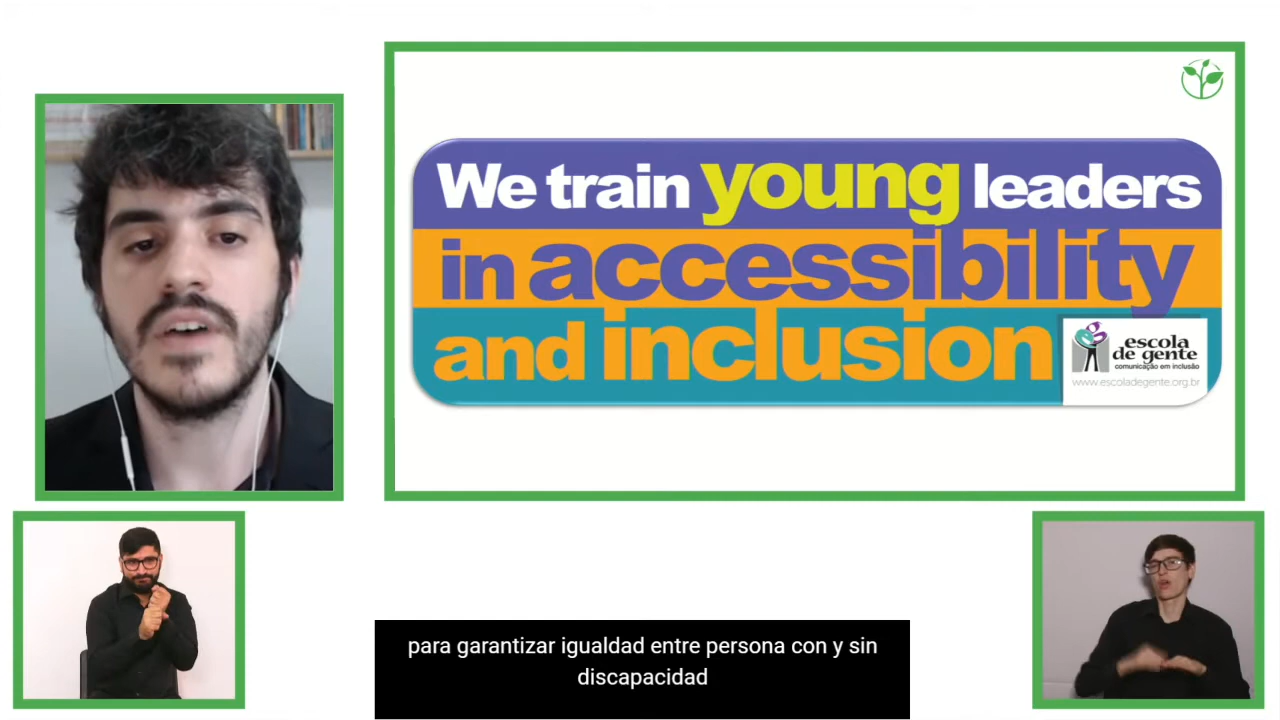 We train young leaders
in accessibility
and inclusion
escola
de gente
comunicação em inclusão
www.escoladegente.org.br
para garantizar igualdad entre persona con y sin
discapacidad